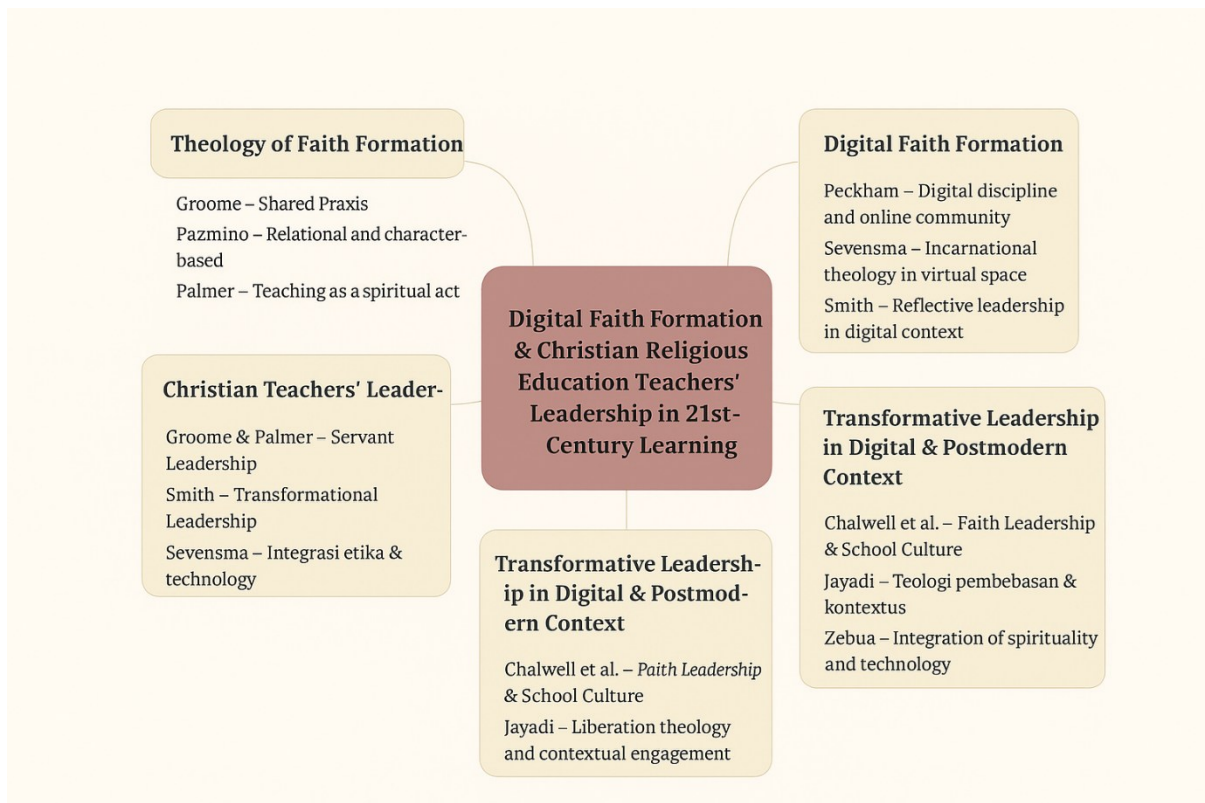 Theology of Faith Formation
Groome – Shared Praxis
Pazmino – Relational and character-
based
Palmer – Teaching as a spiritual act
Digital Faith Formation
Peckham – Digital discipline
and online community
Sevensma – Incarnational
theology in virtual space
Smith – Reflective leadership
in digital context
Digital Faith Formation
& Christian Religious
Education Teachers'
Leadership in 21st-
Century Learning
Christian Teachers' Leader-
Groome & Palmer – Servant
Leadership
Smith – Transformational
Leadership
Sevensma – Integrasi etika &
technology
Transformative Leadership
in Digital & Postmodern
Context
Chalwell et al. – Faith Leadership
& School Culture
Jayadi – Teologi pembebasan &
kontextus
Zebua – Integration of spirituality
and technology
Transformative Leadersh-
ip in Digital & Postmod-
ern Context
Chalwell et al. – Paith Leadership
& School Culture
Jayadi – Liberation theology
and contextual engagement